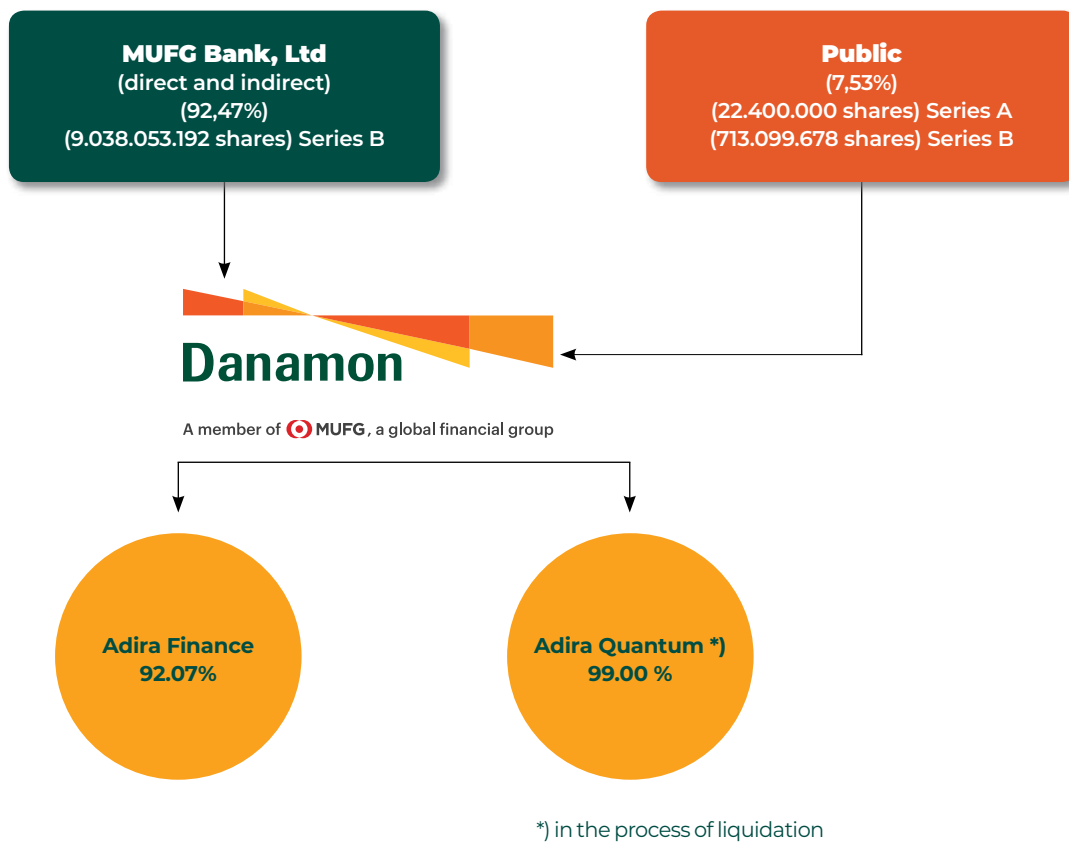 MUFG Bank, Ltd
(direct and indirect)
(92,47%)
(9.038.053.192 shares) Series B
Public
(7,53%)
(22.400.000 shares) Series A
(713.099.678 shares) Series B
Danamon
A member of MUFG, a global financial group
Adira Finance
92.07%
Adira Quantum *)
99.00 %
*) in the process of liquidation